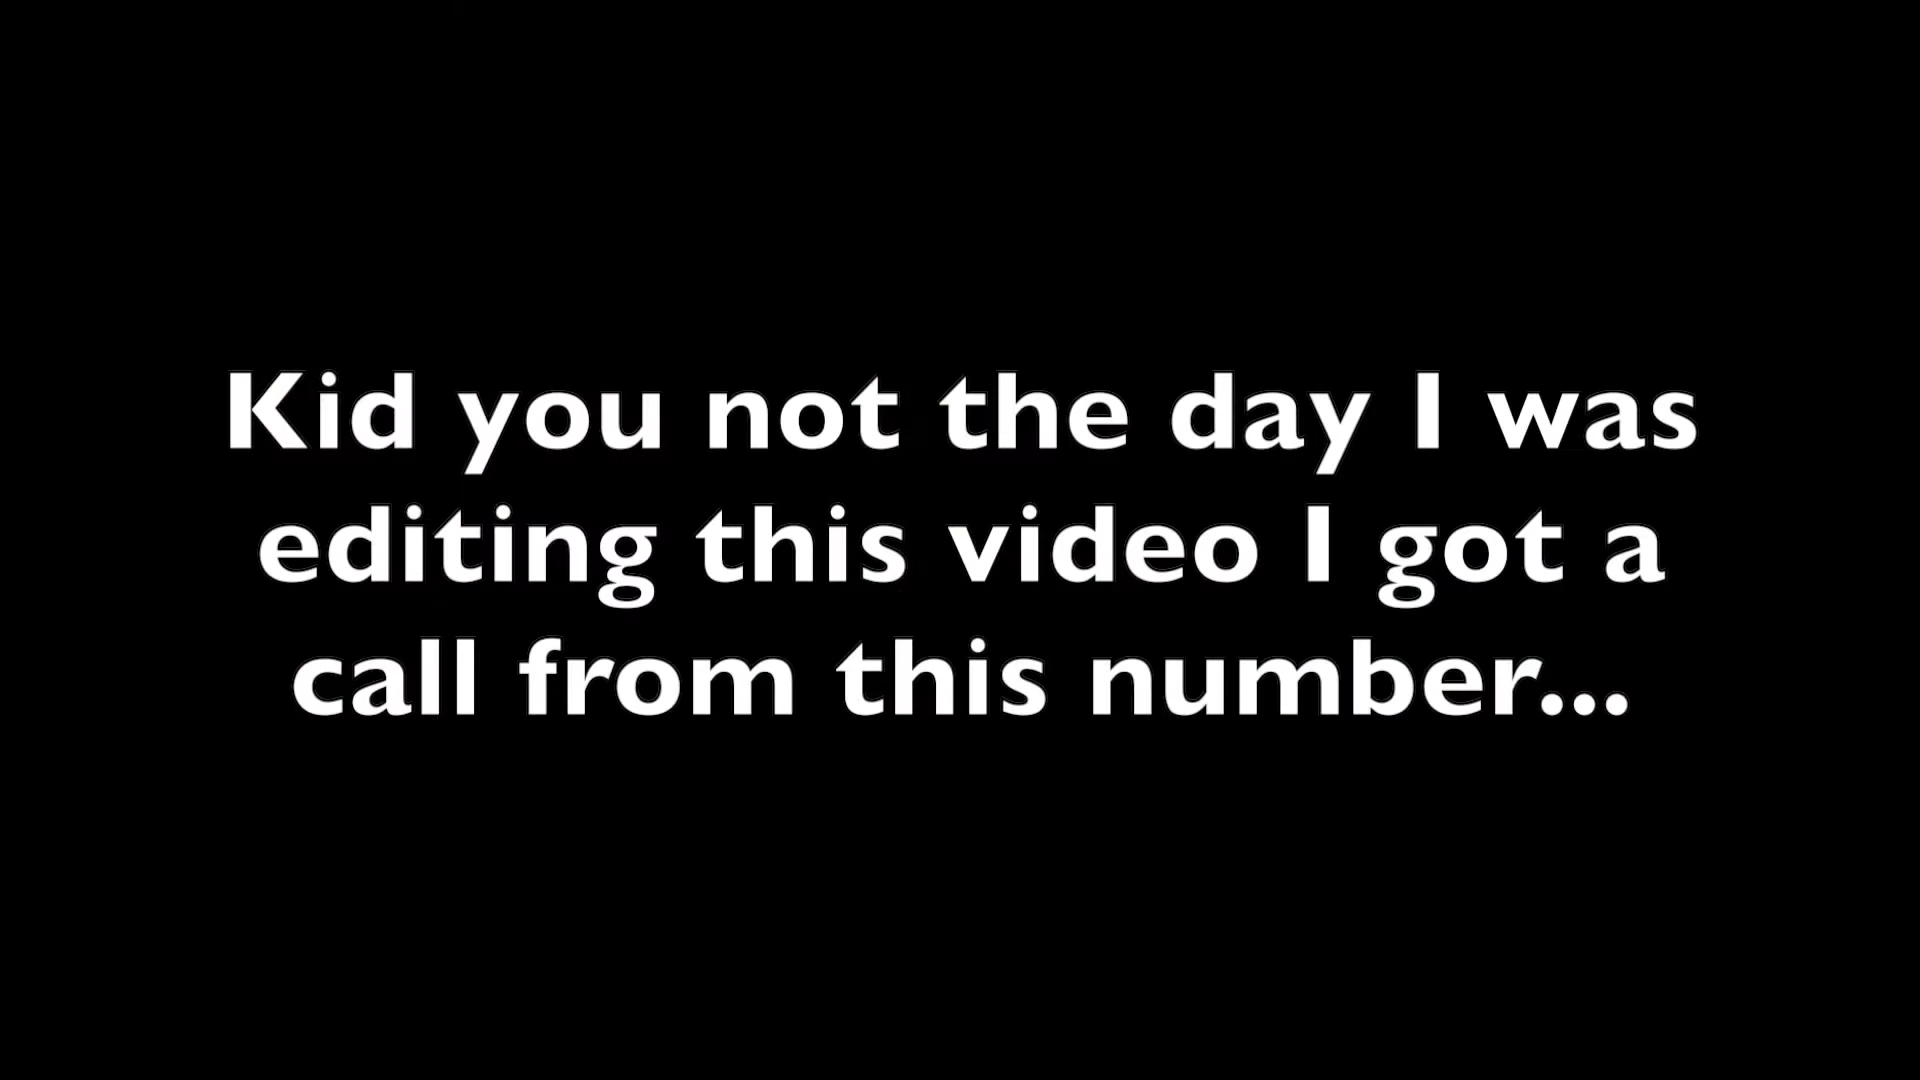 Kid you not the day I was
editing this video I got a
call from this number...